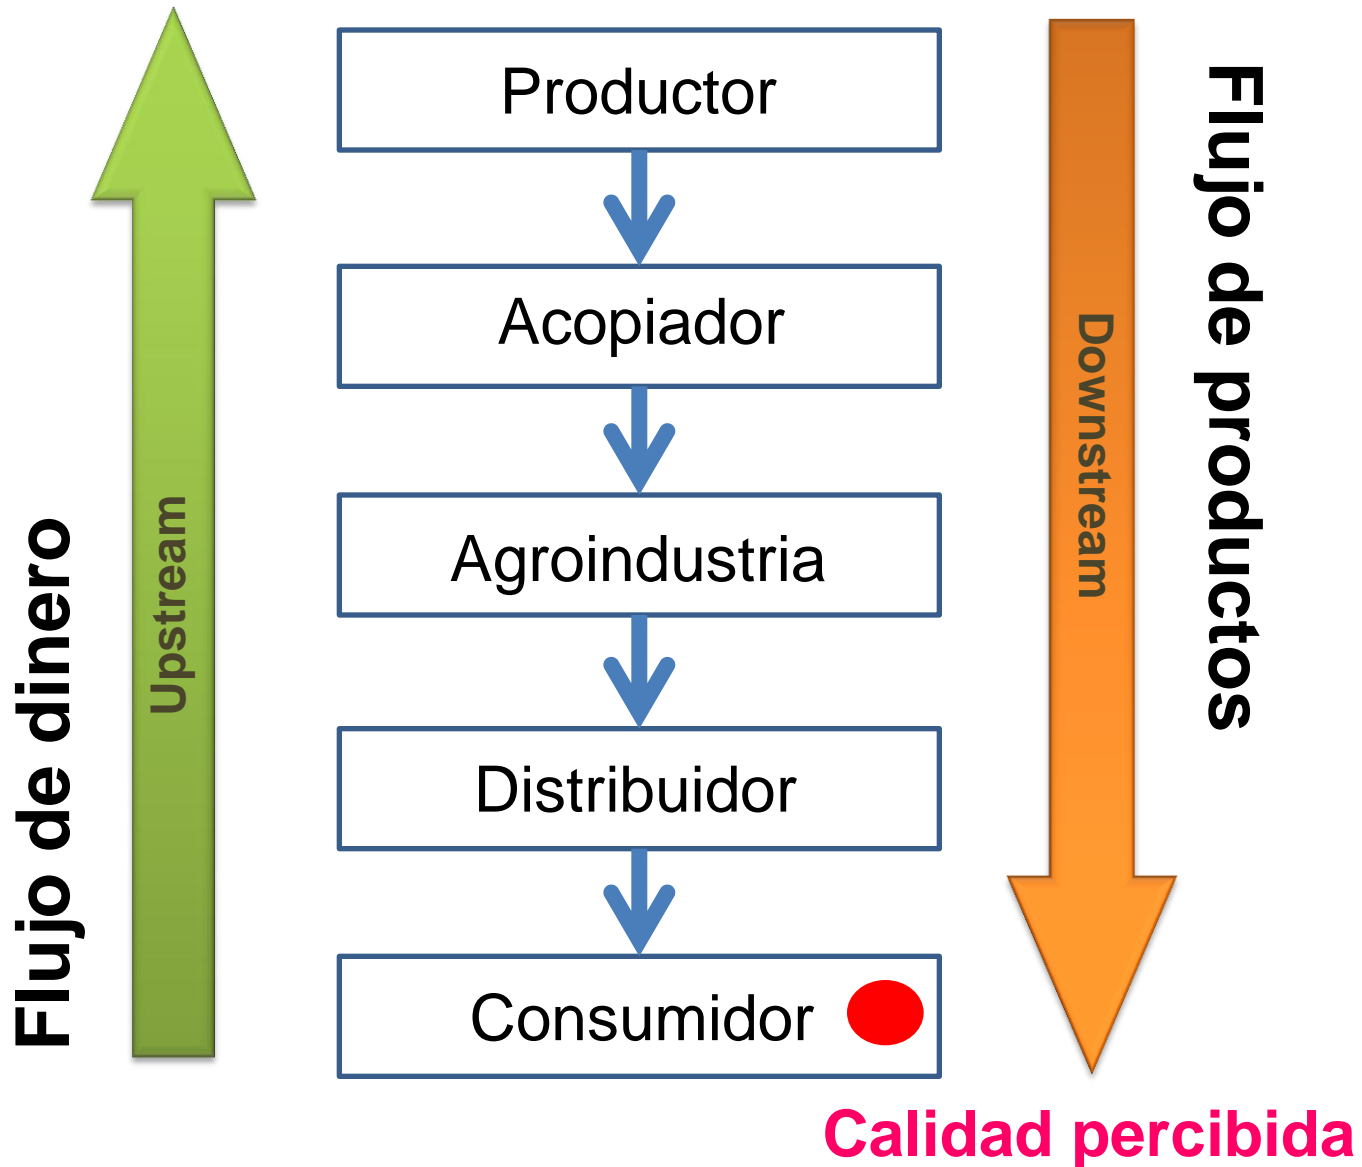 Flujo de dinero
Upstream
Productor
Acopiador
Agroindustria
Distribuidor
Consumidor
Downstream
Flujo de productos
Calidad percibida